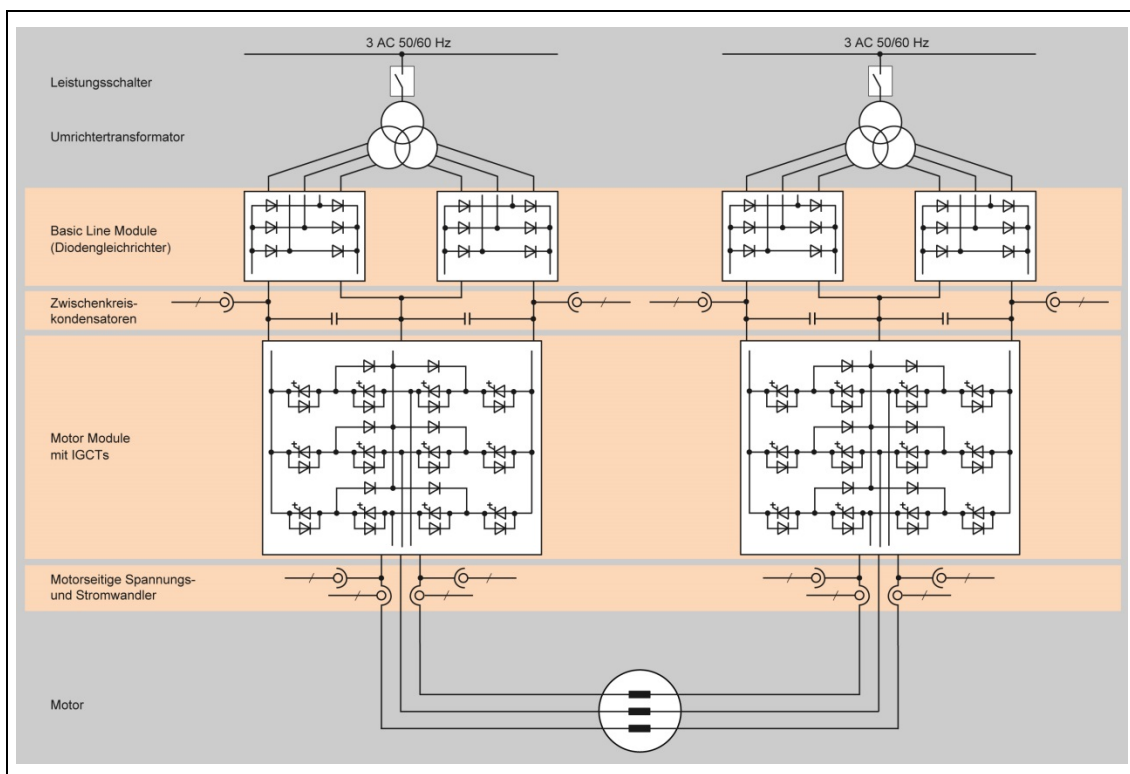 3 AC 50/60 Hz
3 AC 50/60 Hz
Leistungsschalter
Umrichtertransformator
Basic Line Module
(Diodengleichrichter)
Zwischenkreis-
kondensatoren
Motor Module
mit IGCTs
Motorseitige Spannungs-
und Stromwandler
Motor